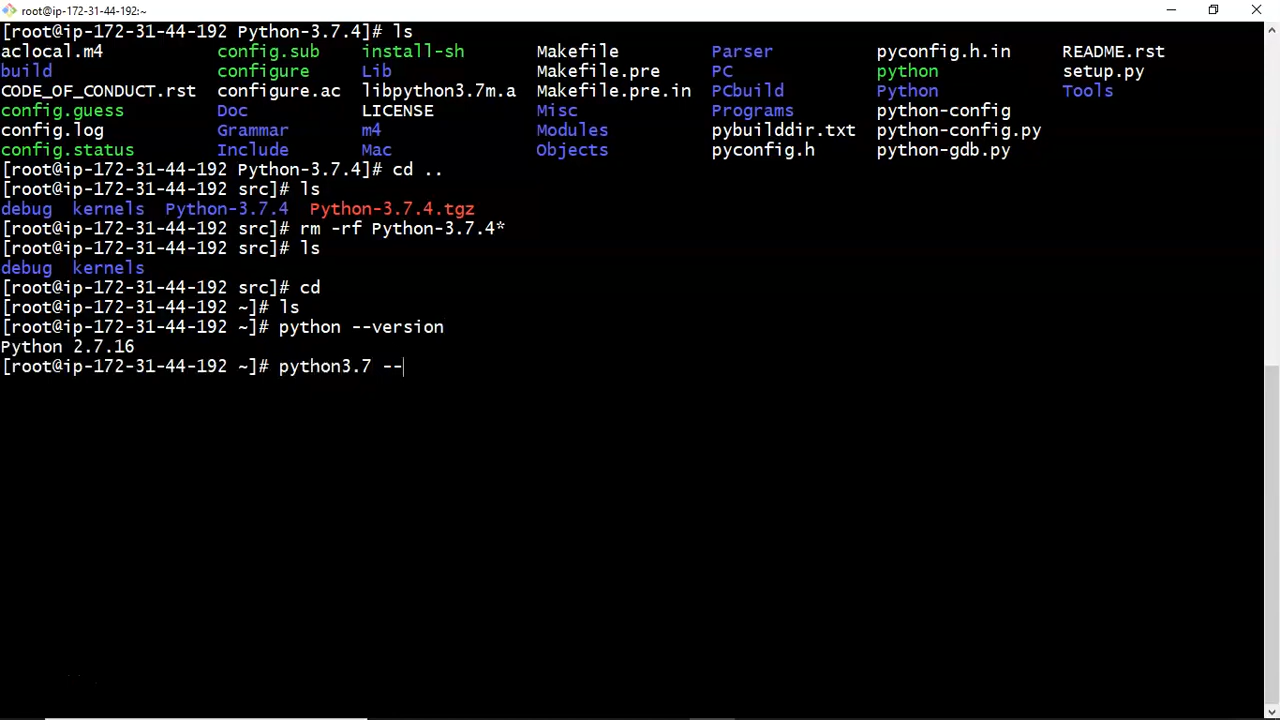 root@ip-172-31-44-192:~
[root@ip-172-31-44-192 Python-3.7.4]# ls
aclocal.m4 config.sub install-sh Makefile Parser pyconfig.h.in README.rst
build configure Lib Makefile.pre PC python setup.py
CODE_OF_CONDUCT.rst configure.ac libpython3.7m.a Makefile.pre.in PCbuild Python Tools
config.guess Doc LICENSE Misc Programs python-config
config.log Grammar m4 Modules pybuilddir.txt python-config.py
config.status Include Mac Objects pyconfig.h python-gdb.py
[root@ip-172-31-44-192 Python-3.7.4]# cd ..
[root@ip-172-31-44-192 src]# ls
debug kernels Python-3.7.4 Python-3.7.4.tgz
[root@ip-172-31-44-192 src]# rm -rf Python-3.7.4*
[root@ip-172-31-44-192 src]# ls
debug kernels
[root@ip-172-31-44-192 src]# cd
[root@ip-172-31-44-192 ~]# ls
[root@ip-172-31-44-192 ~]# python --version
Python 2.7.16
[root@ip-172-31-44-192 ~]# python3.7 --